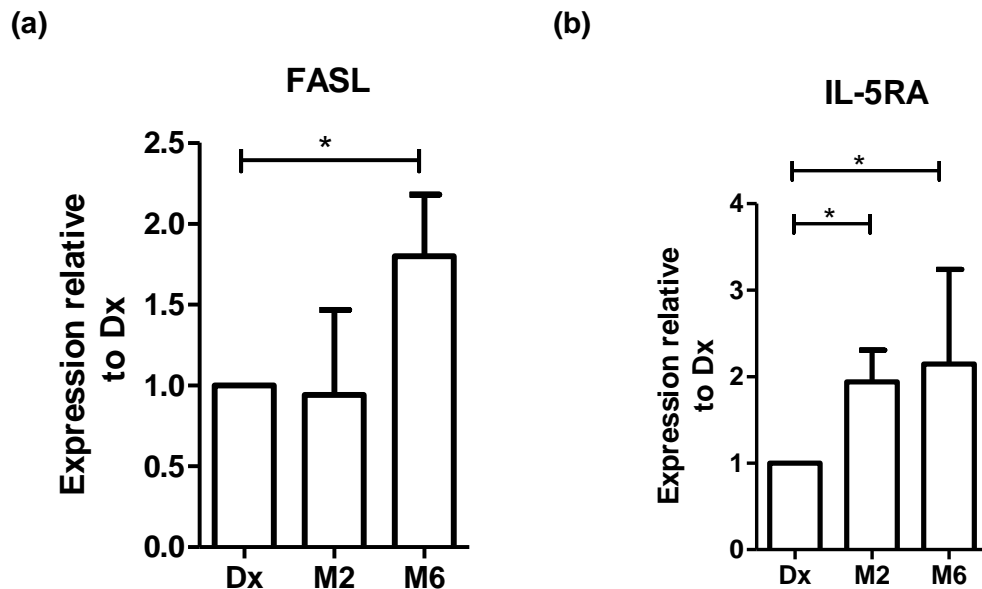 (a)
FASL
Expression relative
to Dx
2.5
2.0
1.5
1.0
0.5
0.0
*
Dx M2 M6
(b)
IL-5RA
Expression relative
to Dx
4
3
2
1
0
*
*
Dx M2 M6